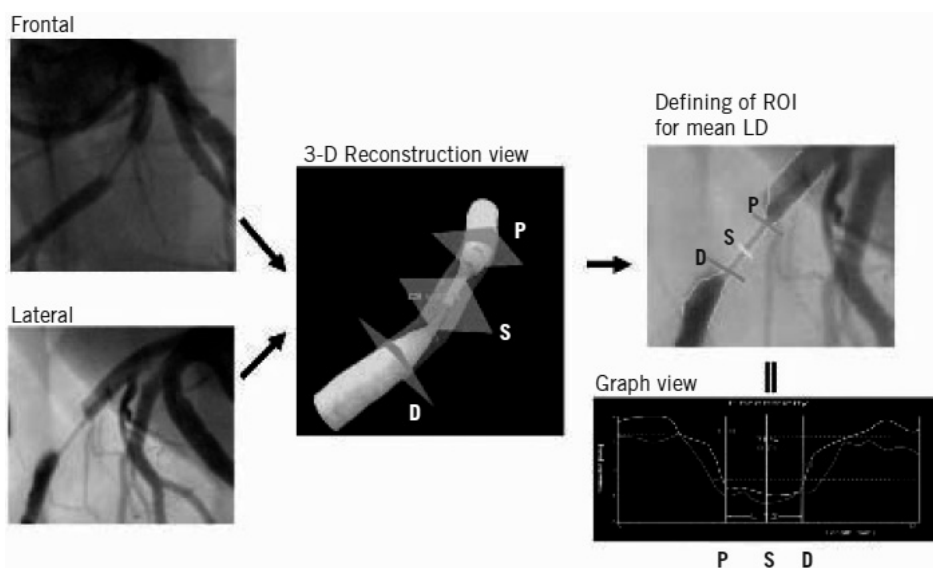 Frontal
Lateral
3-D Reconstruction view
P
S
D
Defining of ROI
for mean LD
P
S
D
Graph view
P S D